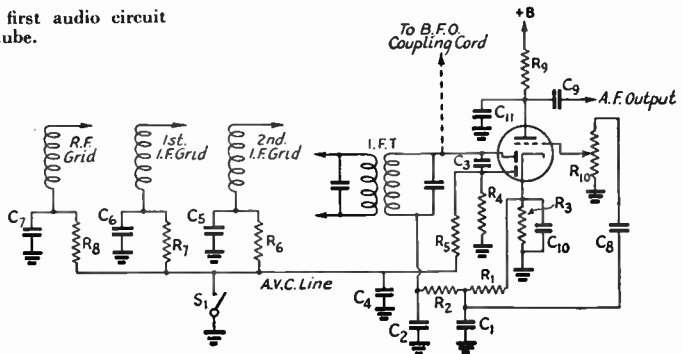 first audio circuit
ube.
To B.F.O.
Coupling Cord
+B
R9
C9
A.F. Output
C11
R.F.
Grid
1st.
I.F. Grid
2nd.
I.F. Grid
I.F.T
C3
R4
R10
R3
C10
C8
C7
R8
C6
R7
C5
R6
R5
R1
R2
A.V.C. Line
S1
C4
C2
C1